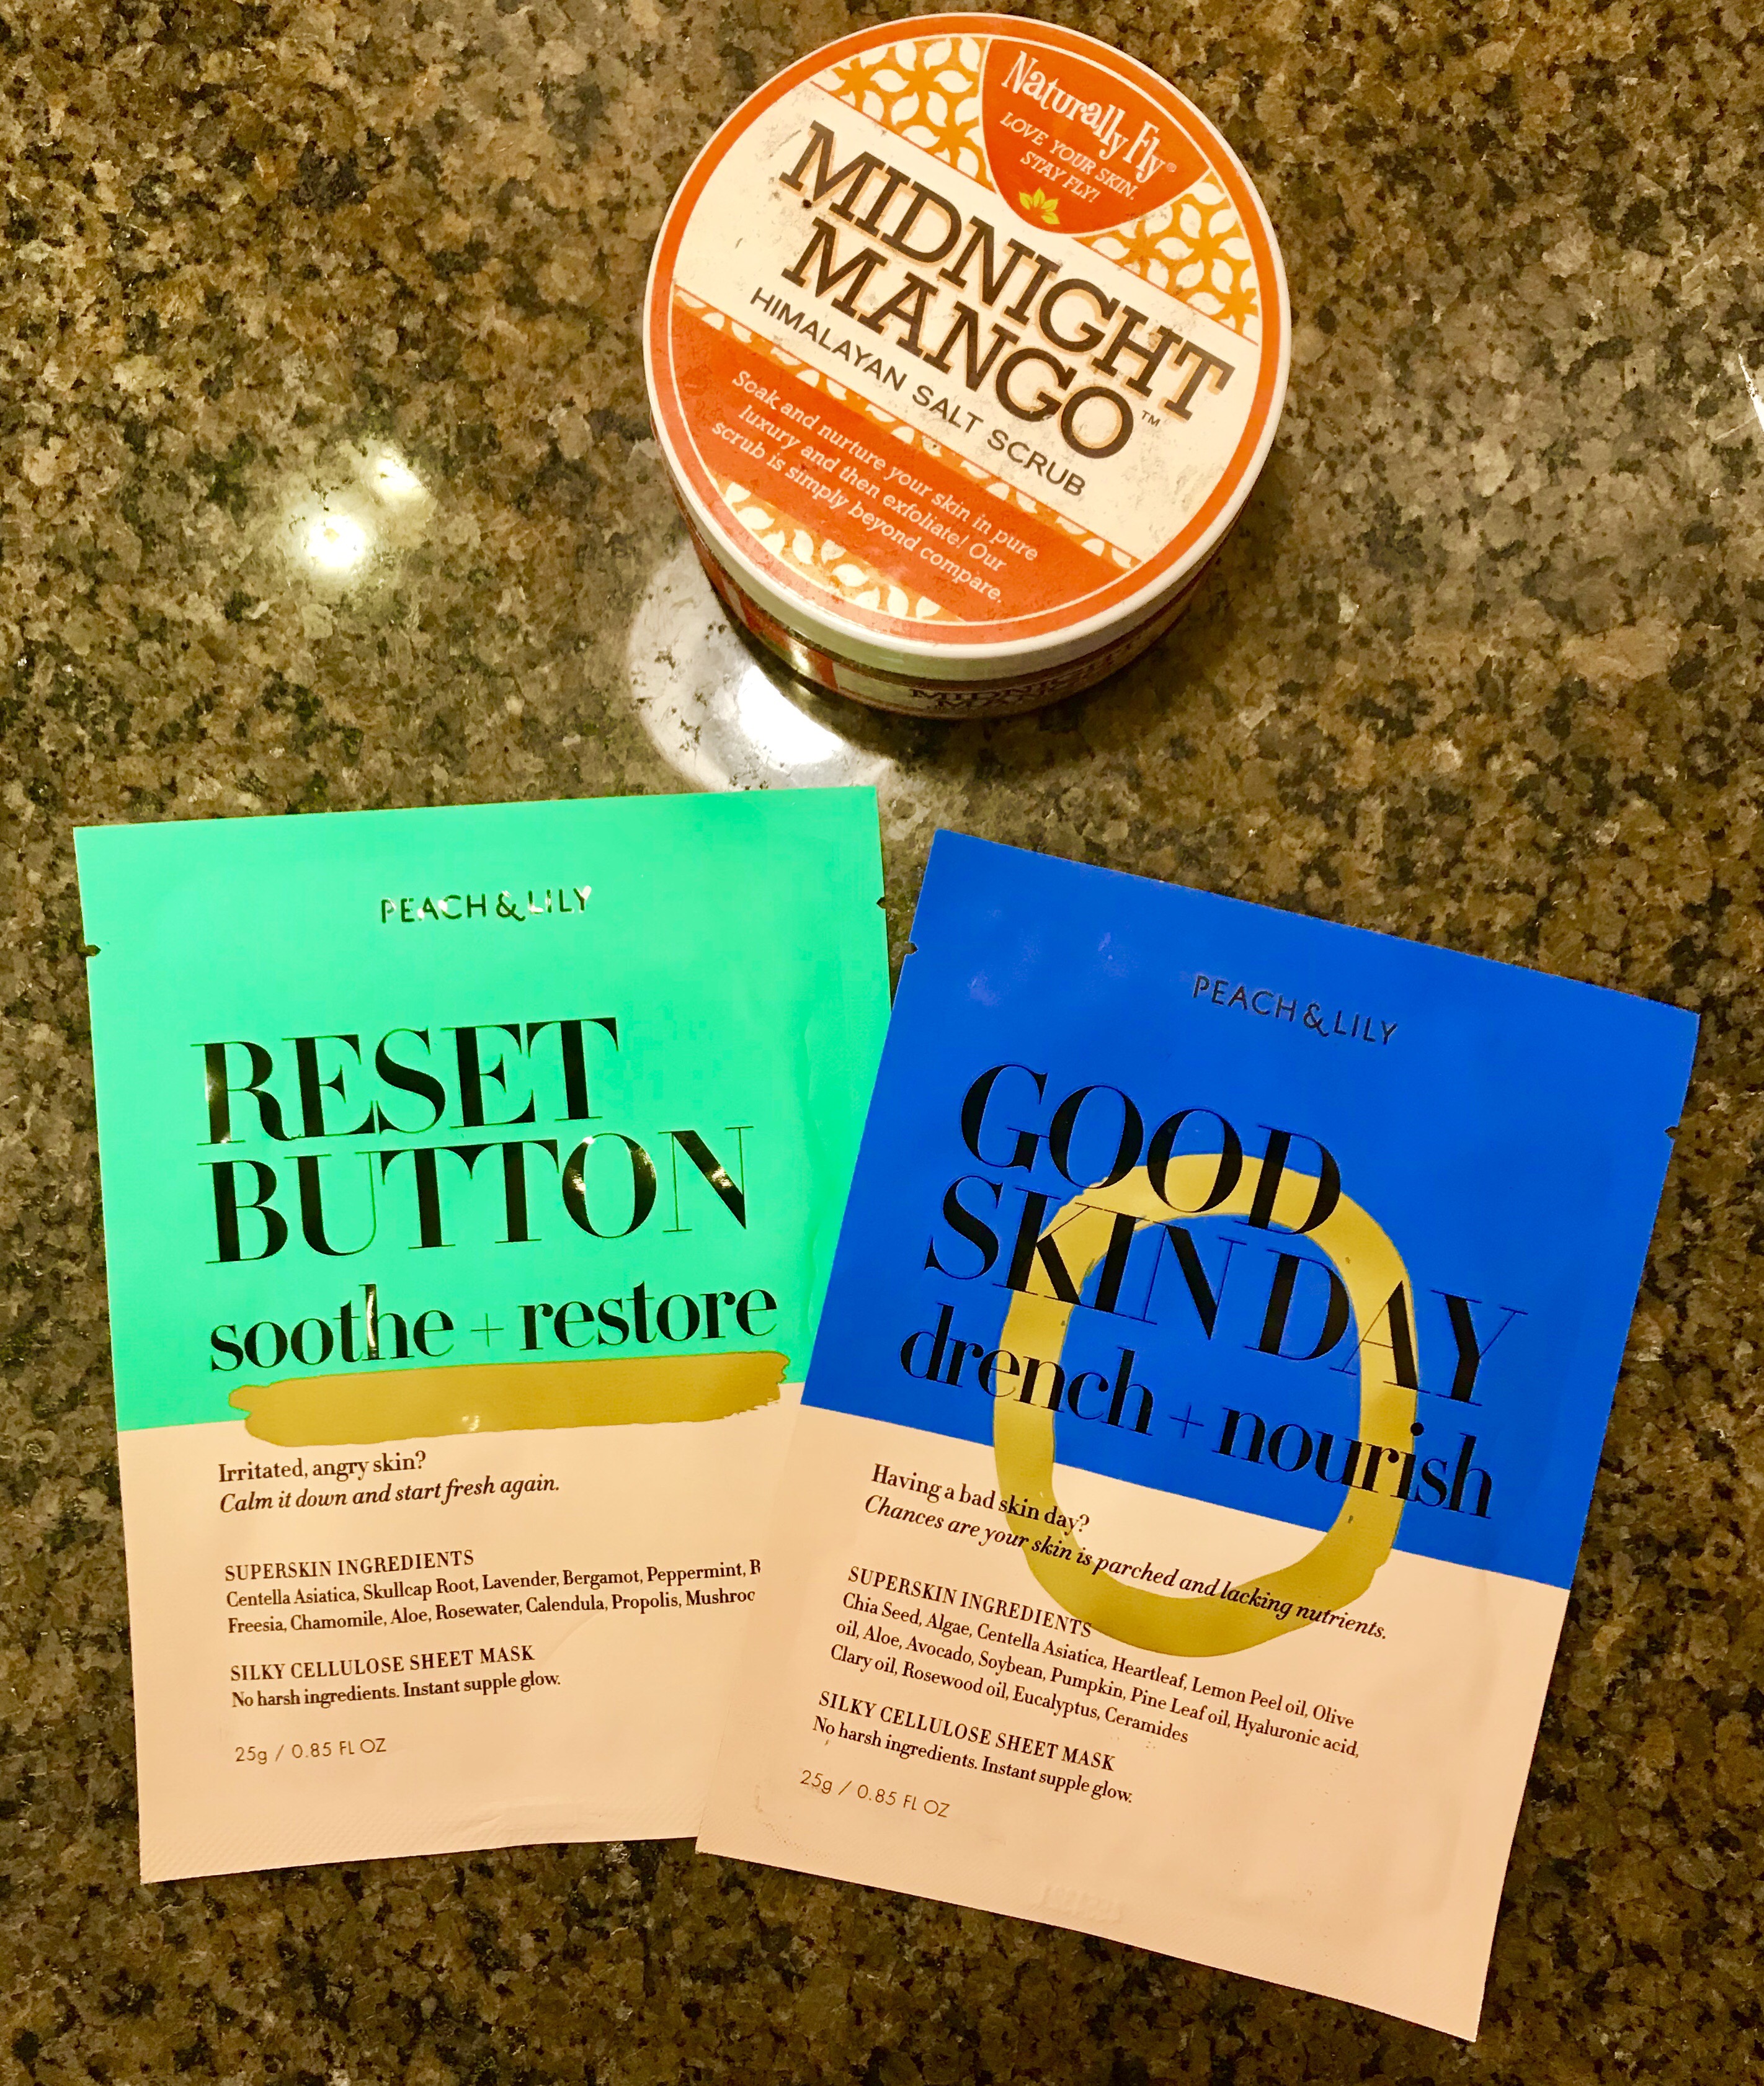 Naturally Fly®
LOVE YOUR SKIN.
STAY FLY!
MIDNIGHT
MANGO™
HIMALAYAN SALT SCRUB
Soak and nurture your skin in pure
luxury and then exfoliate! Our
scrub is simply beyond compare.
PEACH & LILY
RESET
BUTTON
soothe + restore
Irritated, angry skin?
Calm it down and start fresh again.
SUPERSKIN INGREDIENTS
Centella Asiatica, Skullcap Root, Lavender, Bergamot, Peppermint,
Freesia, Chamomile, Aloe, Rosewater, Calendula, Propolis,
SILKY CELLULOSE SHEET MASK
No harsh ingredients. Instant supple glow.
25g / 0.85 FL OZ
PEACH & LILY
GOOD
SKIN DAY
drench + nourish
Having a bad skin day?
Chances are your skin is parched and lacking nutrients.
SUPERSKIN INGREDIENTS
Chia Seed, Algae, Centella Asiatica, Heartleaf, Lemon Peel oil, Olive
oil, Aloe, Avocado, Soybean, Pumpkin, Pine Leaf oil, Hyaluronic acid,
Clary oil, Rosewood oil, Eucalyptus, Ceramides
SILKY CELLULOSE SHEET MASK
No harsh ingredients. Instant supple glow.
25g / 0.85 FL OZ